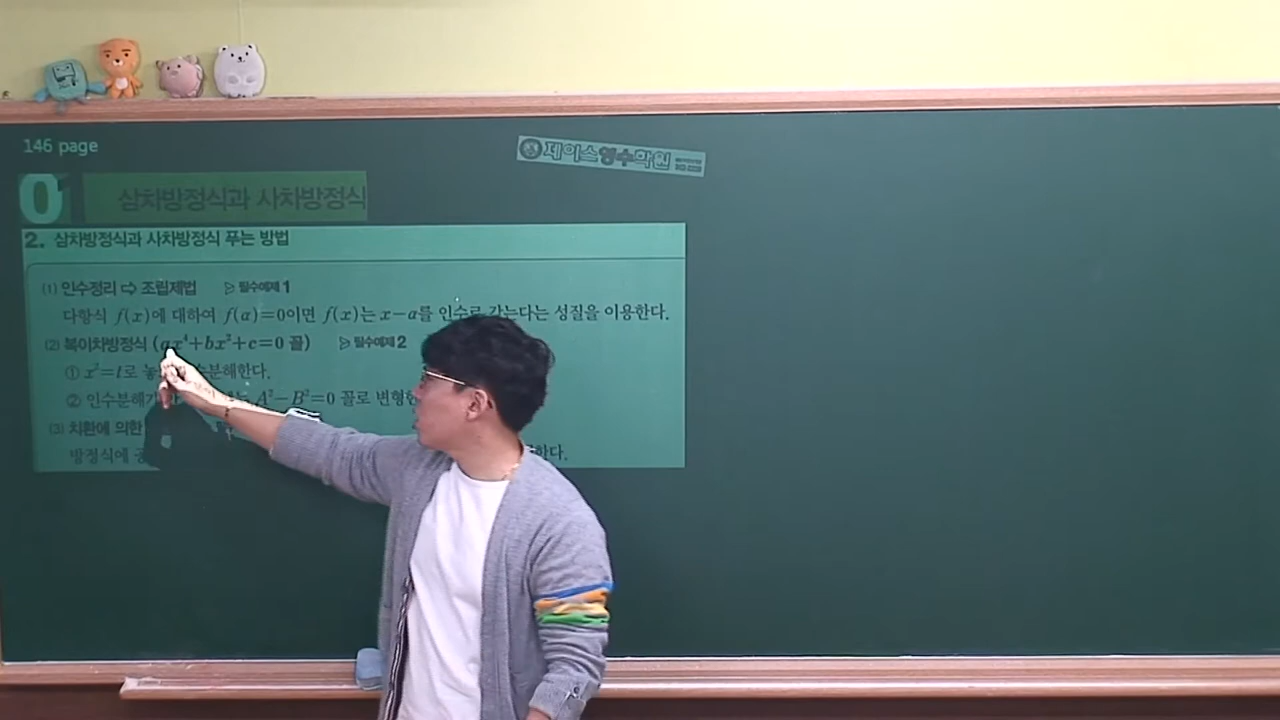 146 page
제이스영수학원
01 삼차방정식과 사차방정식
2. 삼차방정식과 사차방정식 푸는 방법
(1) 인수정리 ⇨ 조립제법 ▷ 필수예제 1
다항식 f(x)에 대하여 f(a)=0이면 f(x)는 x−a를 인수로 갖는다는 성질을 이용한다.
(2) 복이차방정식 (ax⁴+bx²+c=0 꼴) ▷ 필수예제 2
① x²=t로 수분해한다.
② 인수분해가 A²−B²=0 꼴로 변형
(3) 치환에 의한
방정식에 한다.